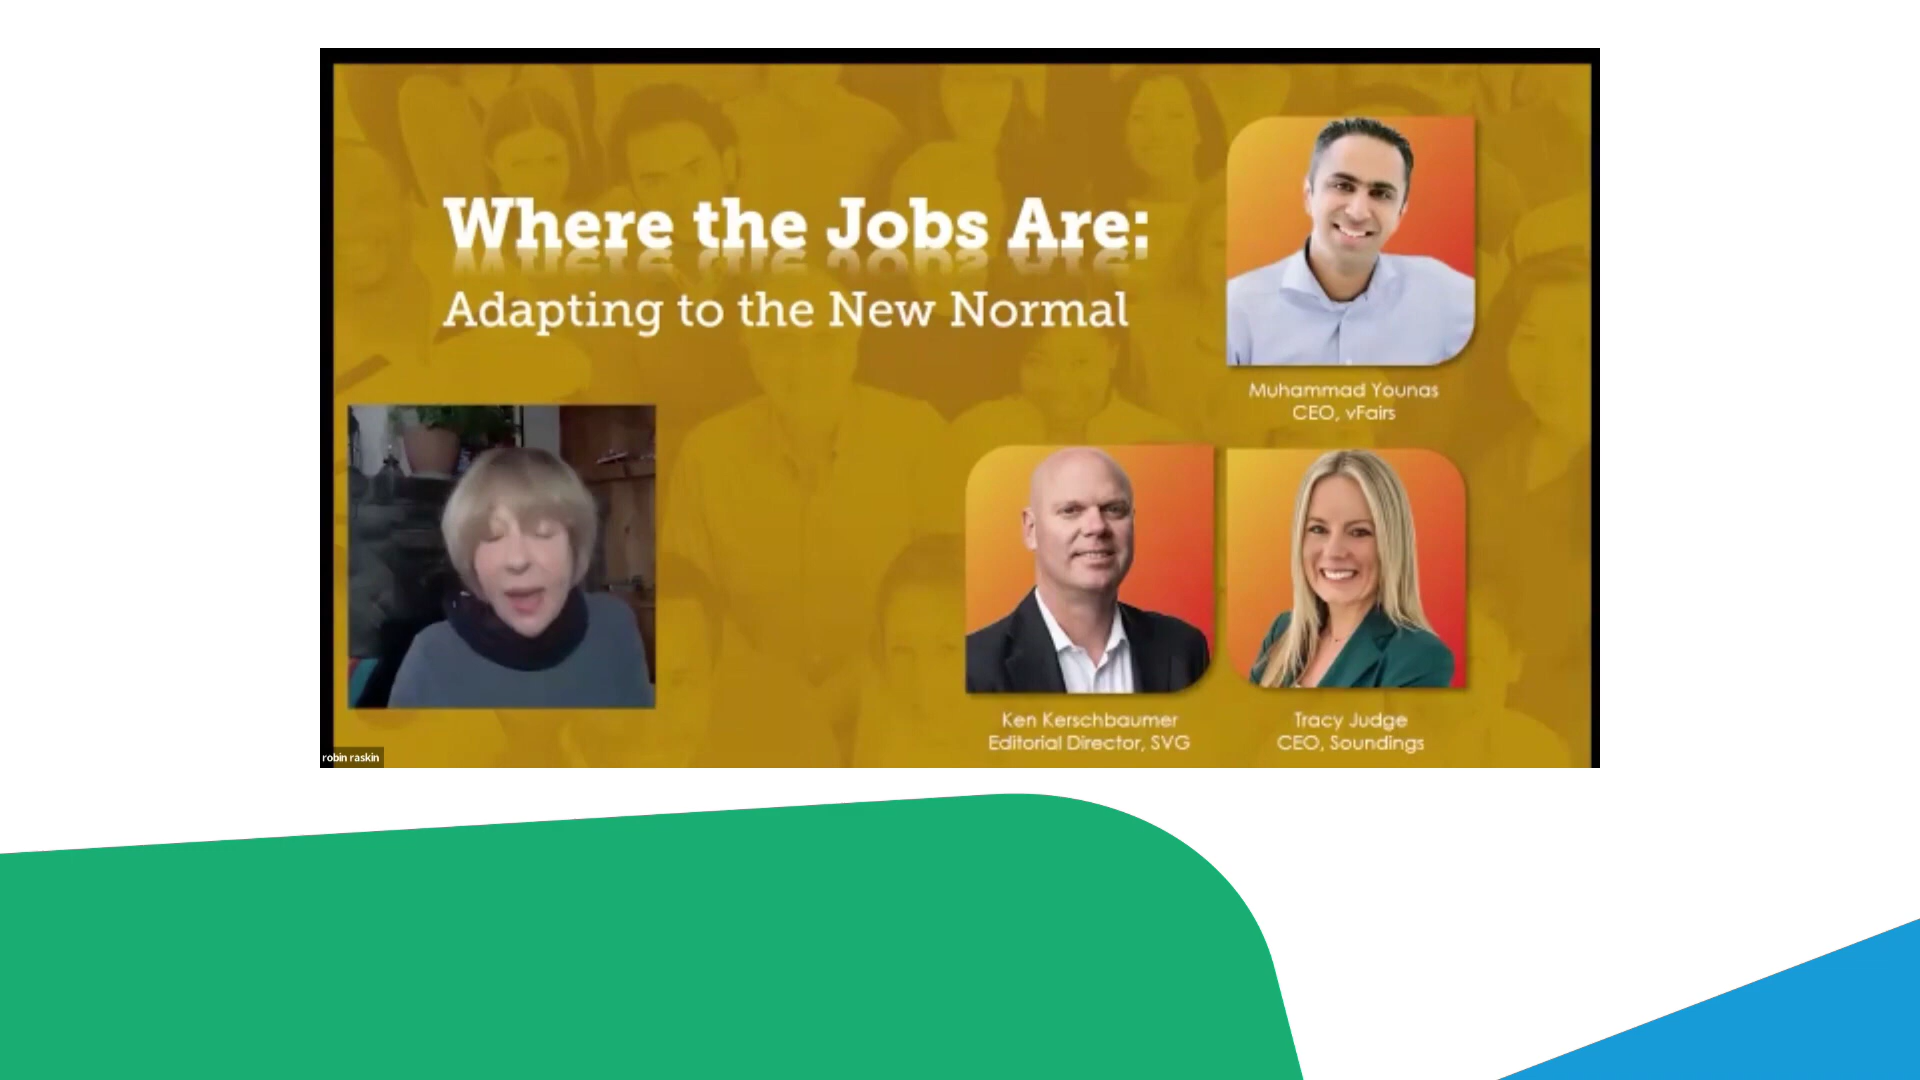 Where the Jobs Are:
Adapting to the New Normal
Muhammad Younas
CEO, vFairs
Ken Kerschbaumer
Editorial Director, SVG
Tracy Judge
CEO, Soundings
robin raskin